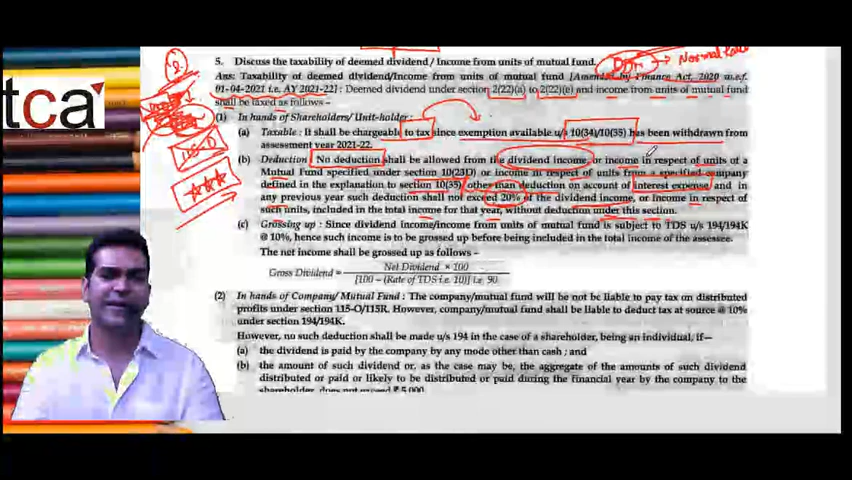 tca
5. Discuss the taxability of deemed dividend / Income from units of mutual fund.
Normal
Ans: Taxability of deemed dividend/Income from units of mutual fund [Amended by Finance Act, 2020 w.e.f.
01-04-2021 i.e. AY 2021-22] : Deemed dividend under section 2(22)(a) to 2(22)(e) and income from units of mutual fund
shall be taxed as follows –
(1) In hands of Shareholders/ Unit-holder :
(a) Taxable : It shall be chargeable to tax since exemption available u/s 10(34)/10(35) has been withdrawn from
assessment year 2021-22.
115-O
(b) Deduction : No deduction shall be allowed from the dividend income, or income in respect of units of a
Mutual Fund specified under section 10(23D) or income in respect of units from a specified company
defined in the explanation to section 10(35), other than deduction on account of interest expense and in
any previous year such deduction shall not exceed 20% of the dividend income, or income in respect of
such units, included in the total income for that year, without deduction under this section.
(c) Grossing up : Since dividend income/income from units of mutual fund is subject to TDS u/s 194/194K
@ 10%, hence such income is to be grossed up before being included in the total income of the assessee.
The net income shall be grossed up as follows –
Gross Dividend = Net Dividend × 100
[100 – (Rate of TDS i.e. 10)] i.e. 90
(2) In hands of Company/ Mutual Fund : The company/mutual fund will be not be liable to pay tax on distributed
profits under section 115-O/115R. However, company/mutual fund shall be liable to deduct tax at source @ 10%
under section 194/194K.
However, no such deduction shall be made u/s 194 in the case of a shareholder, being an individual, if—
(a) the dividend is paid by the company by any mode other than cash ; and
(b) the amount of such dividend or, as the case may be, the aggregate of the amounts of such dividend
distributed or paid or likely to be distributed or paid during the financial year by the company to the
shareholder, does not exceed ₹ 5,000.